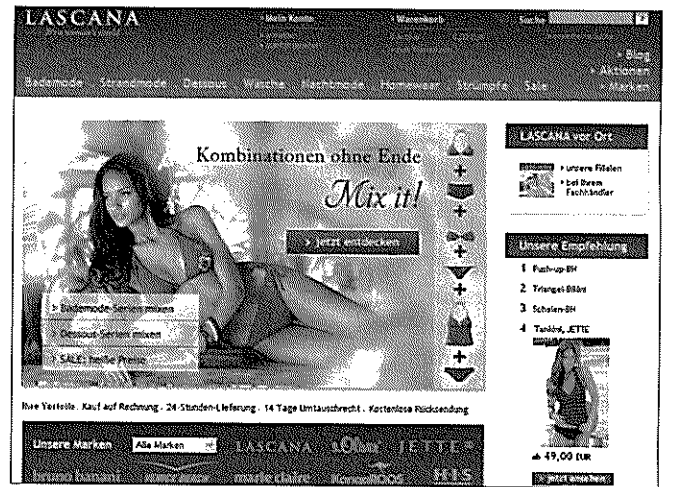 LASCANA
Mein Konto
Warenkorb
Suche
Blog
Aktionen
Marken
Bademode Strandmode Dessous Wäsche Nachtmode Homewear Strümpfe Sale
Kombinationen ohne Ende
Mix it!
jetzt entdecken
Bademode-Serien mixen
Dessous-Serien mixen
SALE: heiße Preise
LASCANA vor Ort
unsere Filialen
bei Ihrem
Fachhändler
Unsere Empfehlung
1 Push-up-BH
2 Triangel-Bikini
3 Schalen-BH
4 Tankini, JETTE
ab 49,00 EUR
jetzt ansehen
Ihre Vorteile. Kauf auf Rechnung . 24-Stunden-Lieferung . 14 Tage Umtauschrecht . Kostenlose Rücksendung
Unsere Marken Alle Marken LASCANA s.Oliver JETTE
bruno banani marie claire KangaROOS H.I.S